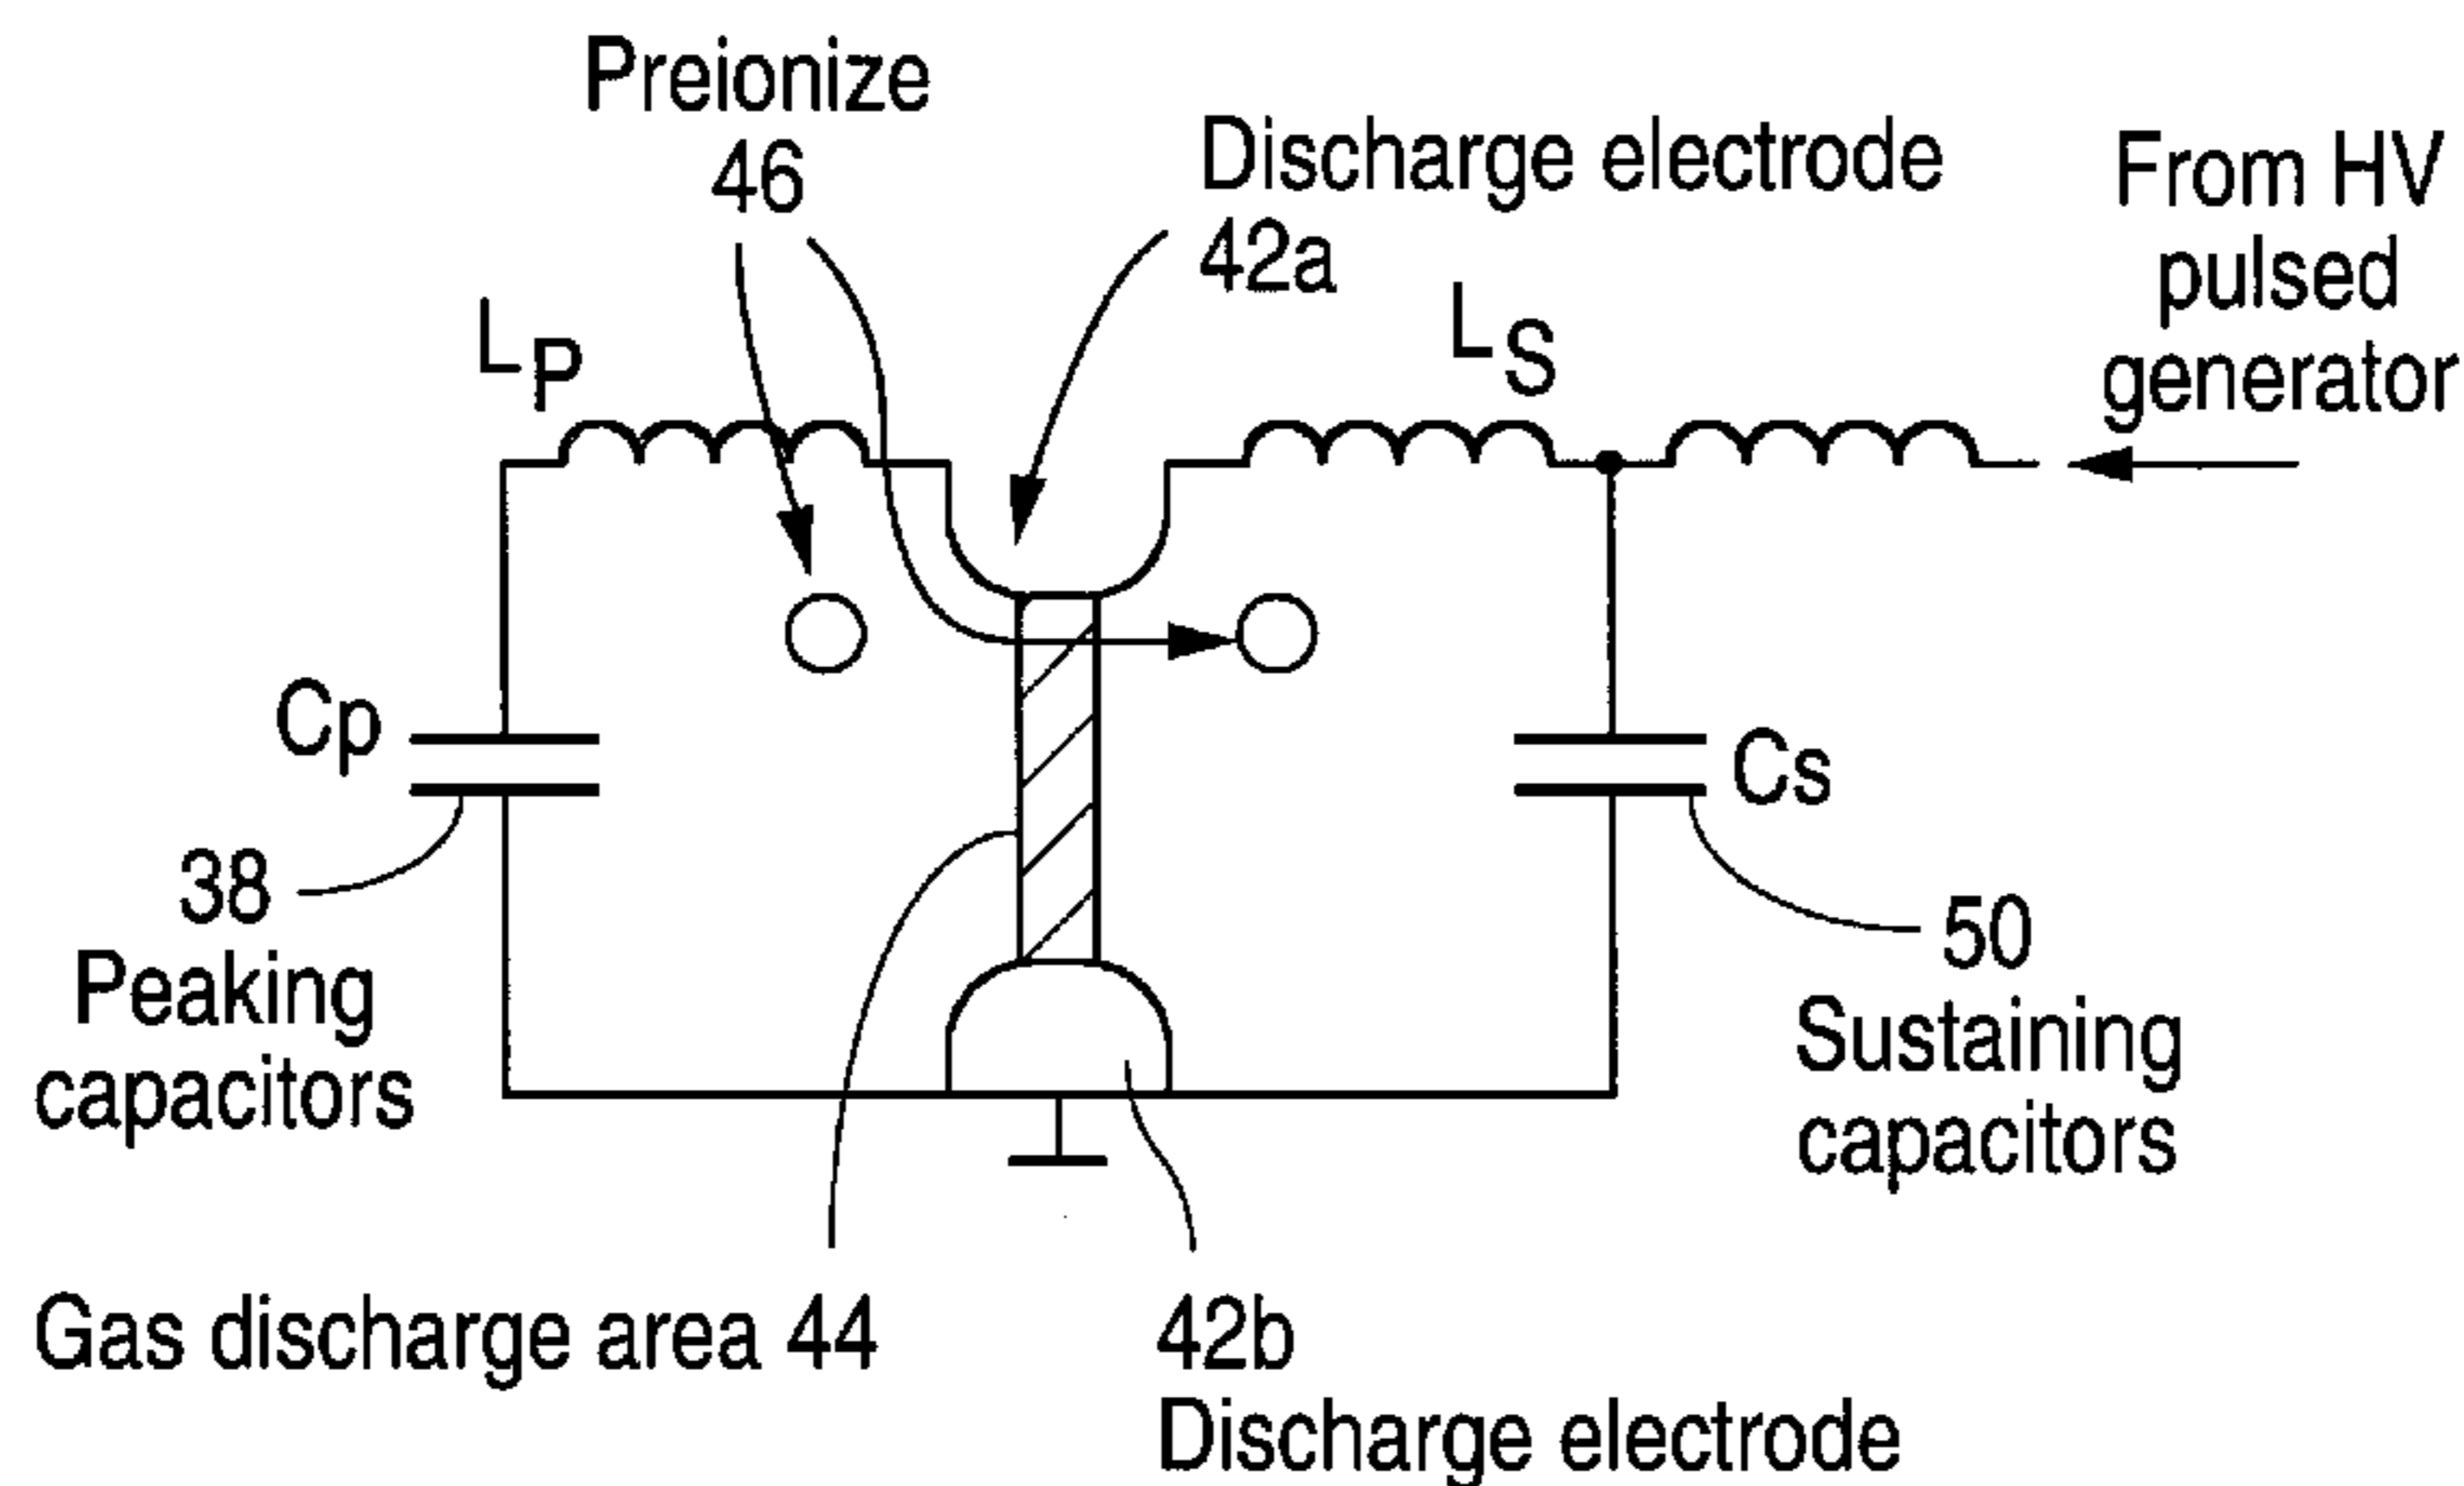 Preionize
46
Discharge electrode
42a
From HV
pulsed
generator
LP
LS
Cp
Cs
38
Peaking
capacitors
50
Sustaining
capacitors
Gas discharge area 44
42b
Discharge electrode